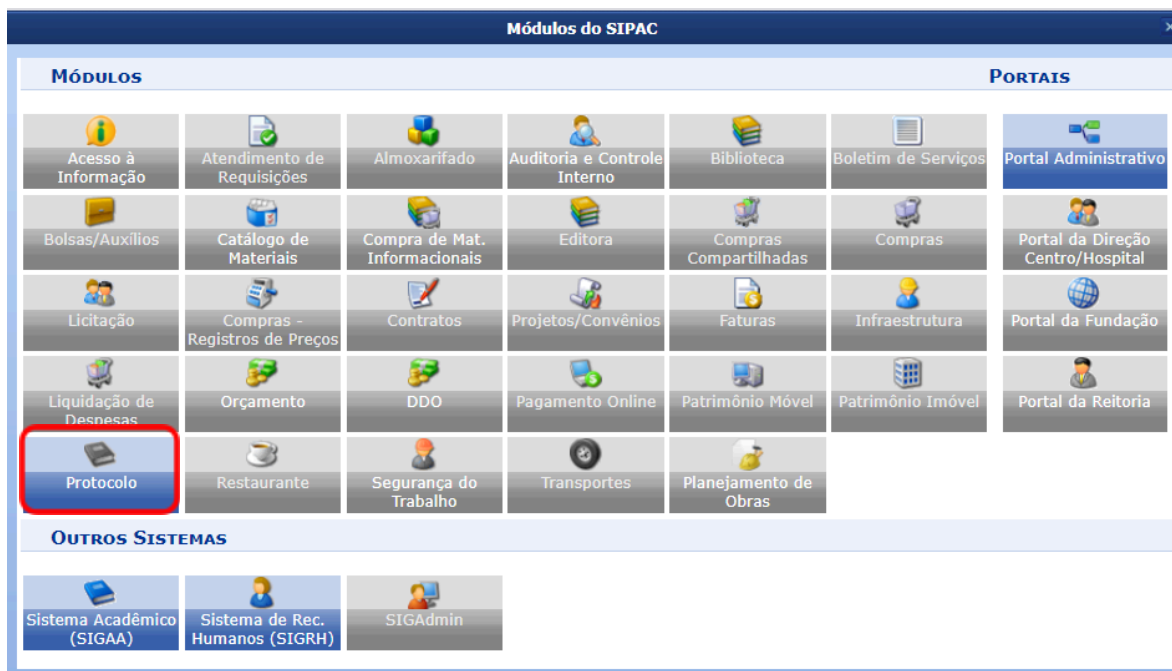 Módulos do SIPAC
Módulos
Portais
Acesso à
Informação
Atendimento de
Requisições
Almoxarifado
Auditoria e Controle
Interno
Biblioteca
Boletim de Serviços
Portal Administrativo
Bolsas/Auxílios
Catálogo de
Materiais
Compra de Mat.
Informacionais
Editora
Compras
Compartilhadas
Compras
Portal da Direção
Centro/Hospital
Licitação
Compras -
Registros de Preços
Contratos
Projetos/Convênios
Faturas
Infraestrutura
Portal da Fundação
Liquidação de
Despesas
Orçamento
DDO
Pagamento Online
Patrimônio Móvel
Patrimônio Imóvel
Portal da Reitoria
Protocolo
Restaurante
Segurança do
Trabalho
Transportes
Planejamento de
Obras
Outros Sistemas
Sistema Acadêmico
(SIGAA)
Sistema de Rec.
Humanos (SIGRH)
SIGAdmin